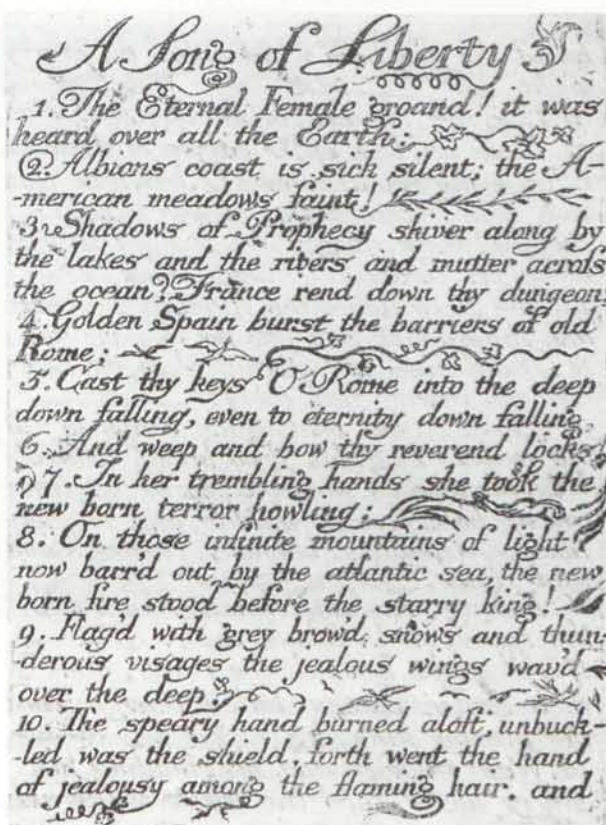 A Song of Liberty
1. The Eternal Female groand! it was
heard over all the Earth:
2. Albions coast is sick silent; the A-
-merican meadows faint!
3 Shadows of Prophecy shiver along by
the lakes and the rivers and mutter across
the ocean? France rend down thy dungeon
4. Golden Spain burst the barriers of old
Rome;
5. Cast thy keys O Rome into the deep
down falling, even to eternity down falling
6. And weep and bow thy reverend locks
7. In her trembling hands she took the
new born terror howling:
8. On those infinite mountains of light
now barr'd out by the atlantic sea, the new
born fire stood before the starry king!
9. Flag'd with grey brow'd snows and thun
-derous visages the jealous wings wav'd
over the deep.
10. The speary hand burned aloft, unbuck-
-led was the shield, forth went the hand
of jealousy among the flaming hair, and